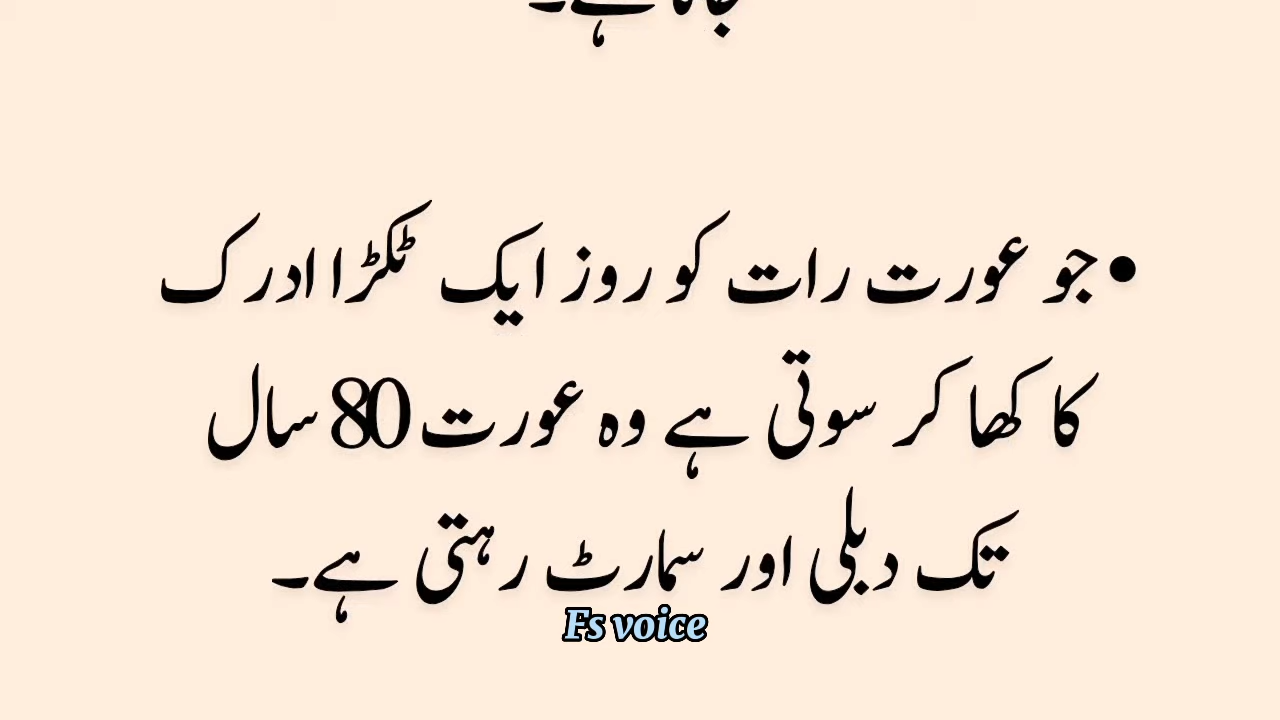 ہے۔
•جو عورت رات کو روز ایک ٹکڑا ادرک
کا کھا کر سوتی ہے وہ عورت 80 سال
تک دبلی اور سمارٹ رہتی ہے۔
Fs voice